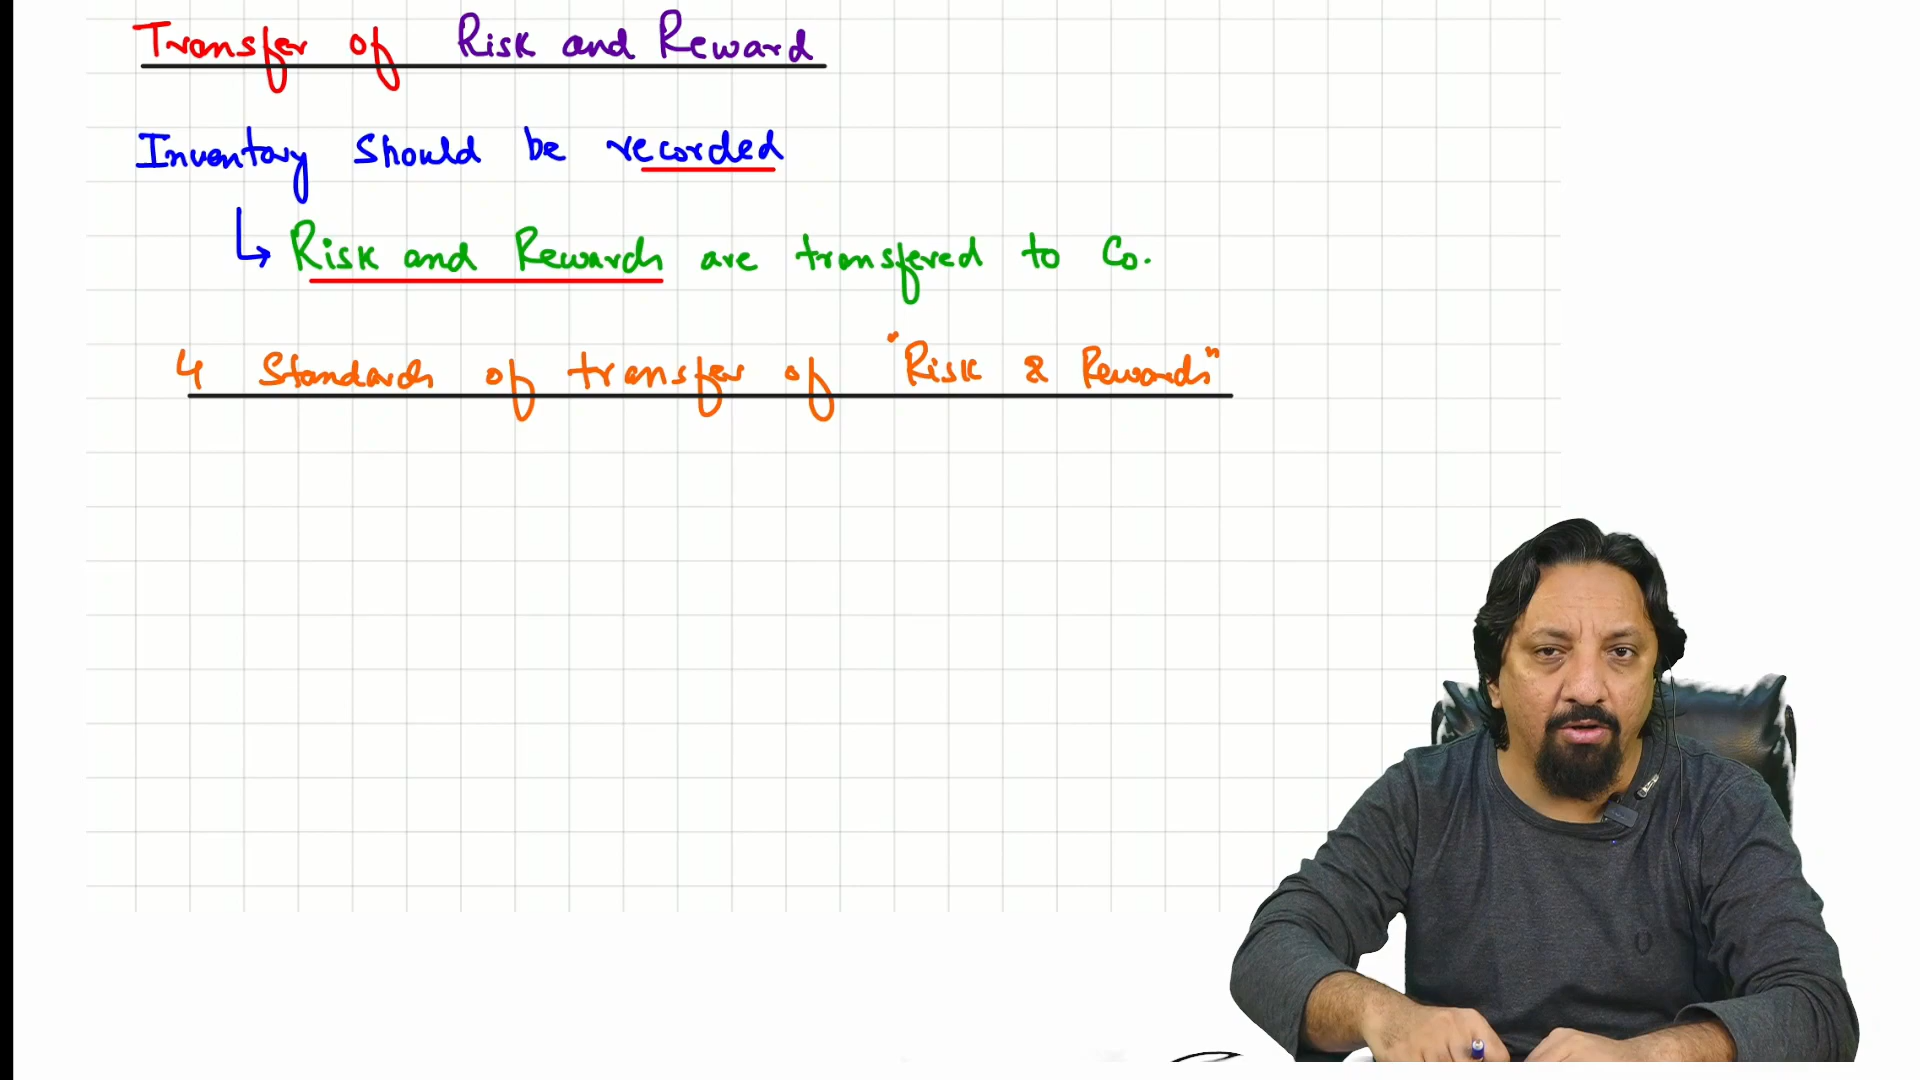 Transfer of Risk and Reward
Inventory Should be recorded
↳ Risk and Rewards are transfered to Co.
4 Standards of transfer of "Risk & Rewards"